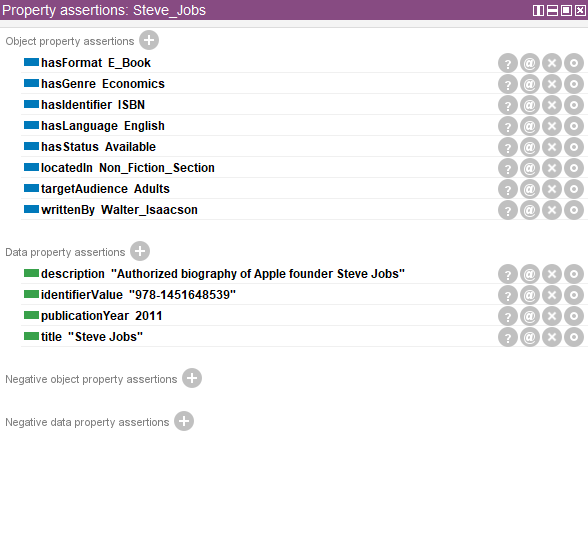 Property assertions: Steve_Jobs
Object property assertions
hasFormat E_Book
hasGenre Economics
hasIdentifier ISBN
hasLanguage English
hasStatus Available
locatedIn Non_Fiction_Section
targetAudience Adults
writtenBy Walter_Isaacson
Data property assertions
description "Authorized biography of Apple founder Steve Jobs"
identifierValue "978-1451648539"
publicationYear 2011
title "Steve Jobs"
Negative object property assertions
Negative data property assertions